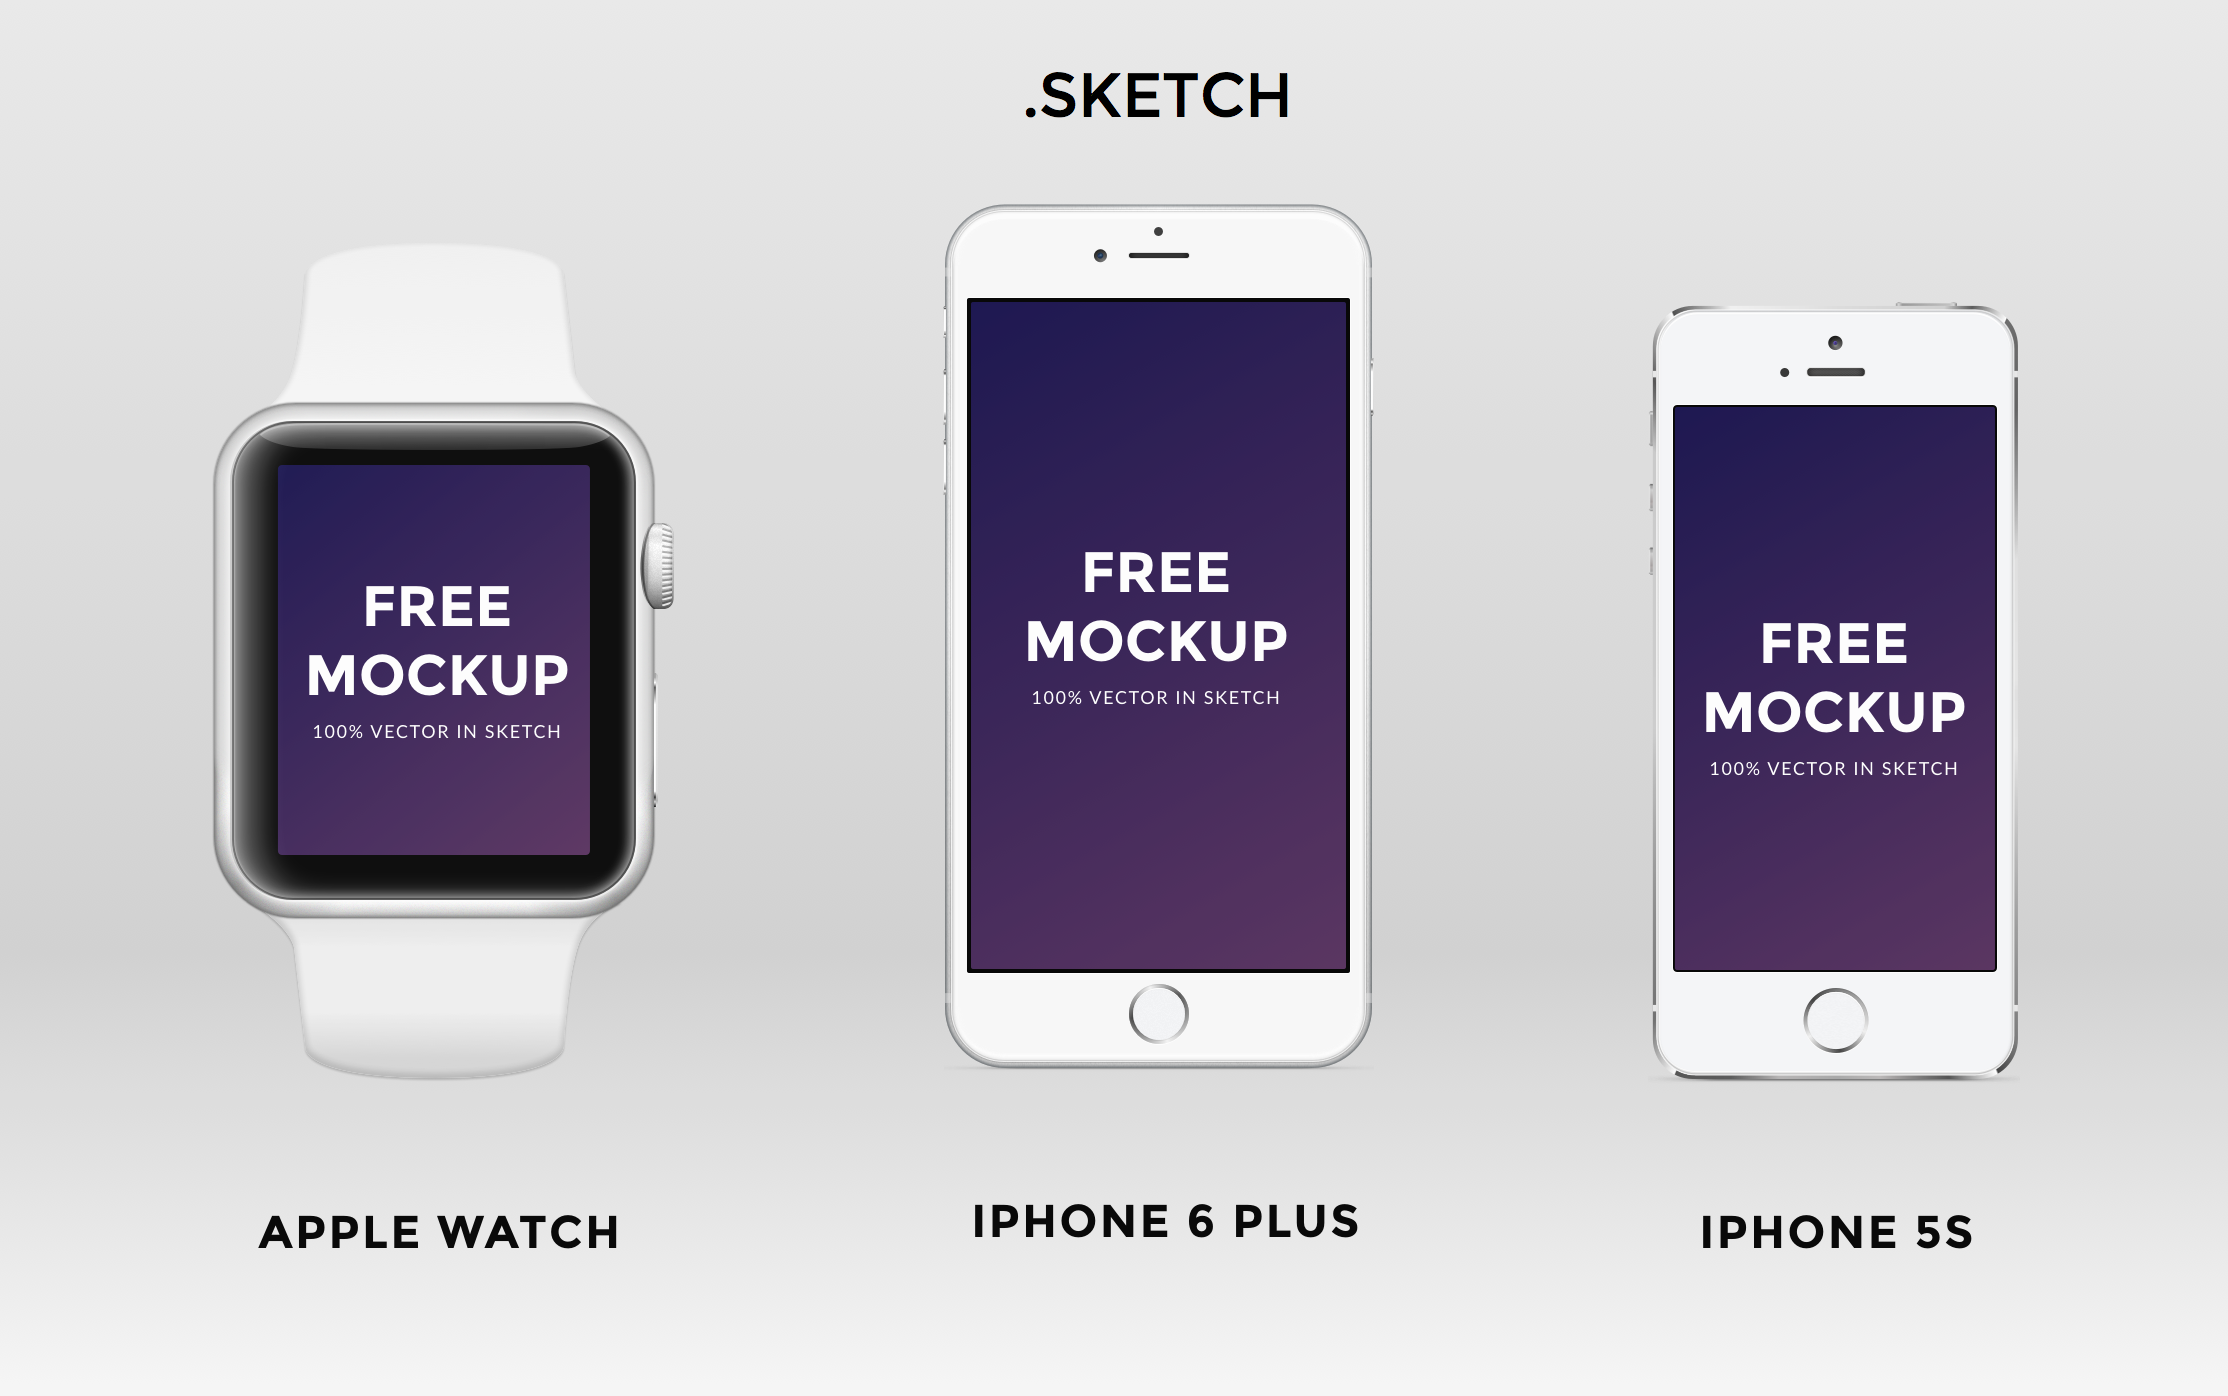 .SKETCH
FREE
MOCKUP
100% VECTOR IN SKETCH
FREE
MOCKUP
100% VECTOR IN SKETCH
FREE
MOCKUP
100% VECTOR IN SKETCH
APPLE WATCH
IPHONE 6 PLUS
IPHONE 5S